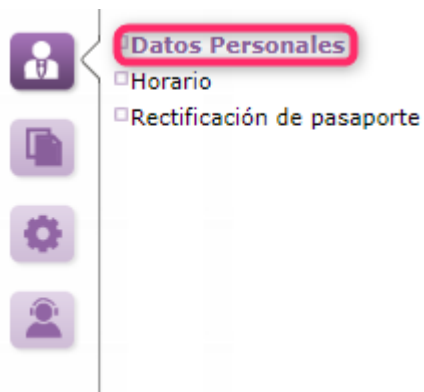 Datos Personales
Horario
Rectificación de pasaporte